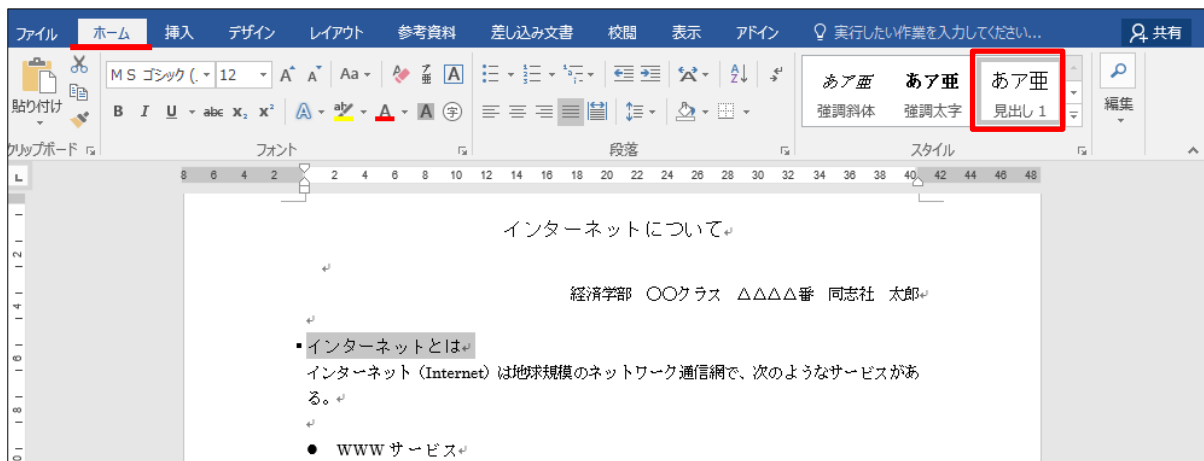 ファイル ホーム 挿入 デザイン レイアウト 参考資料 差し込み文書 校閲 表示 アドイン 実行したい作業を入力してください... 共有
貼り付け MS ゴシック (. 12 A A Aa ア亜 A
B I U abc X₂ X² A aby A A 字
あア亜 あア亜 あア亜
強調斜体 強調太字 見出し 1 編集
クリップボード フォント 段落 スタイル
8 6 4 2 2 4 6 8 10 12 14 16 18 20 22 24 26 28 30 32 34 36 38 40 42 44 46 48
インターネットについて
経済学部 〇〇クラス △△△△番 同志社 太郎
インターネットとは
インターネット（Internet）は地球規模のネットワーク通信網で、次のようなサービスがあ
る。
● WWW サービス